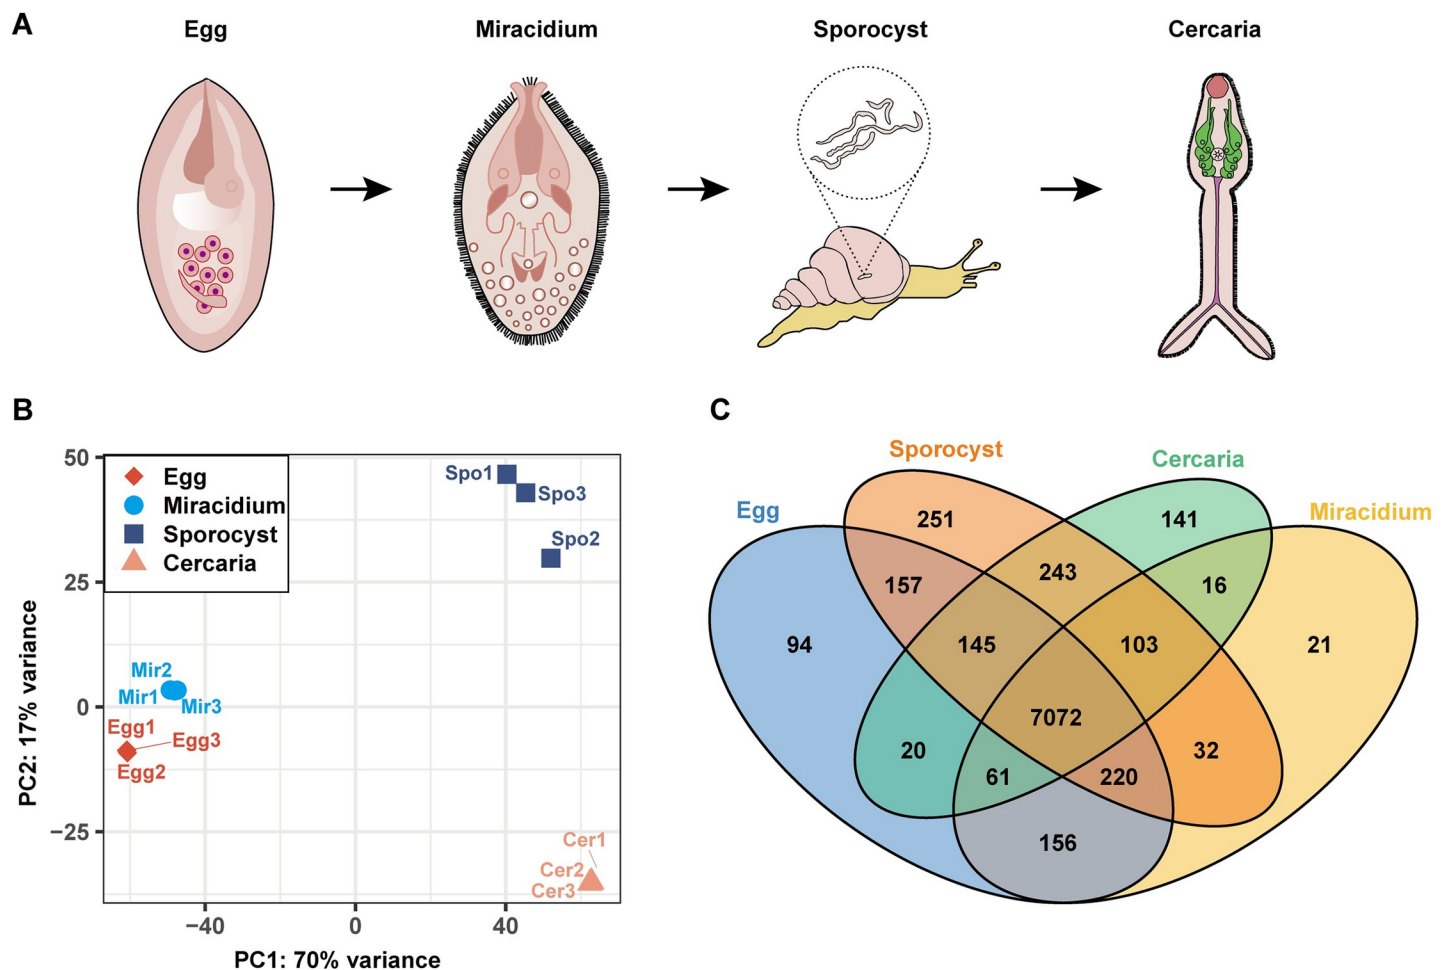 A
Egg
Miracidium
Sporocyst
Cercaria
B
50
25
0
−25
−40
0
40
PC2: 17% variance
PC1: 70% variance
Egg
Miracidium
Sporocyst
Cercaria
Spo1
Spo3
Spo2
Mir2
Mir1
Mir3
Egg1
Egg3
Egg2
Cer1
Cer2
Cer3
C
Sporocyst
Cercaria
Egg
Miracidium
251
141
157
243
16
94
145
103
21
7072
20
61
220
32
156